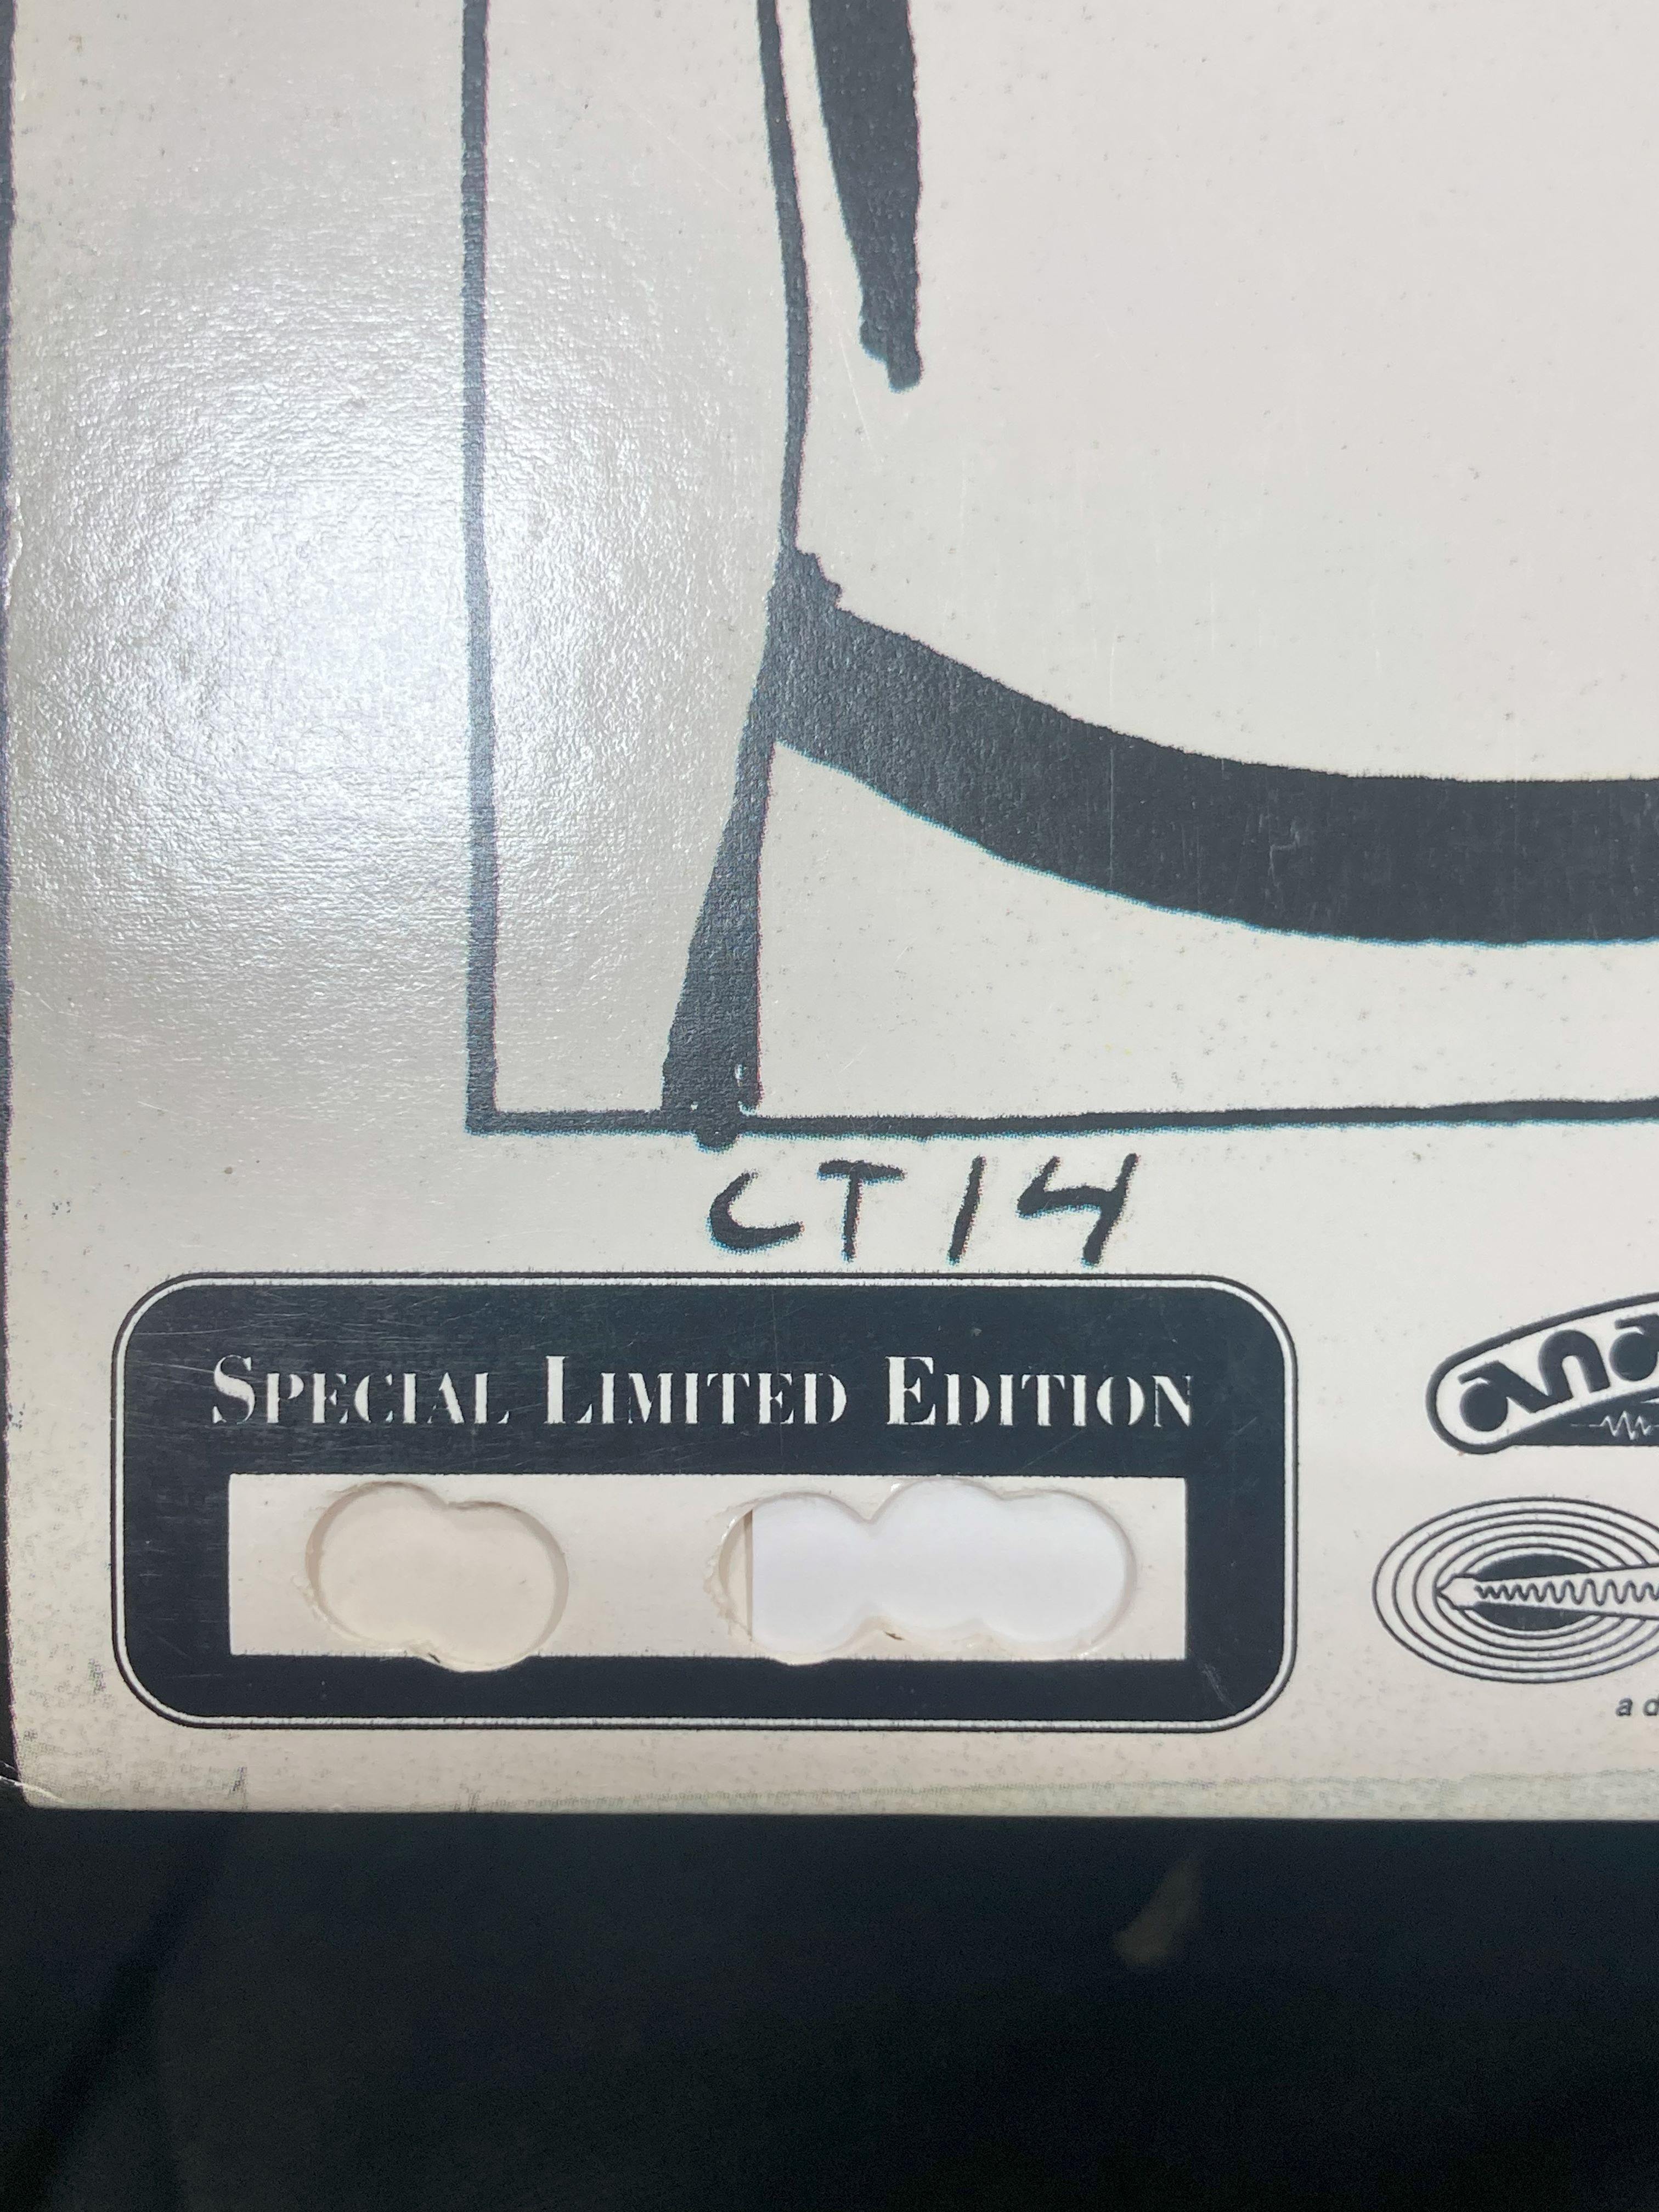 CT14
SPECIAL LIMITED EDITION